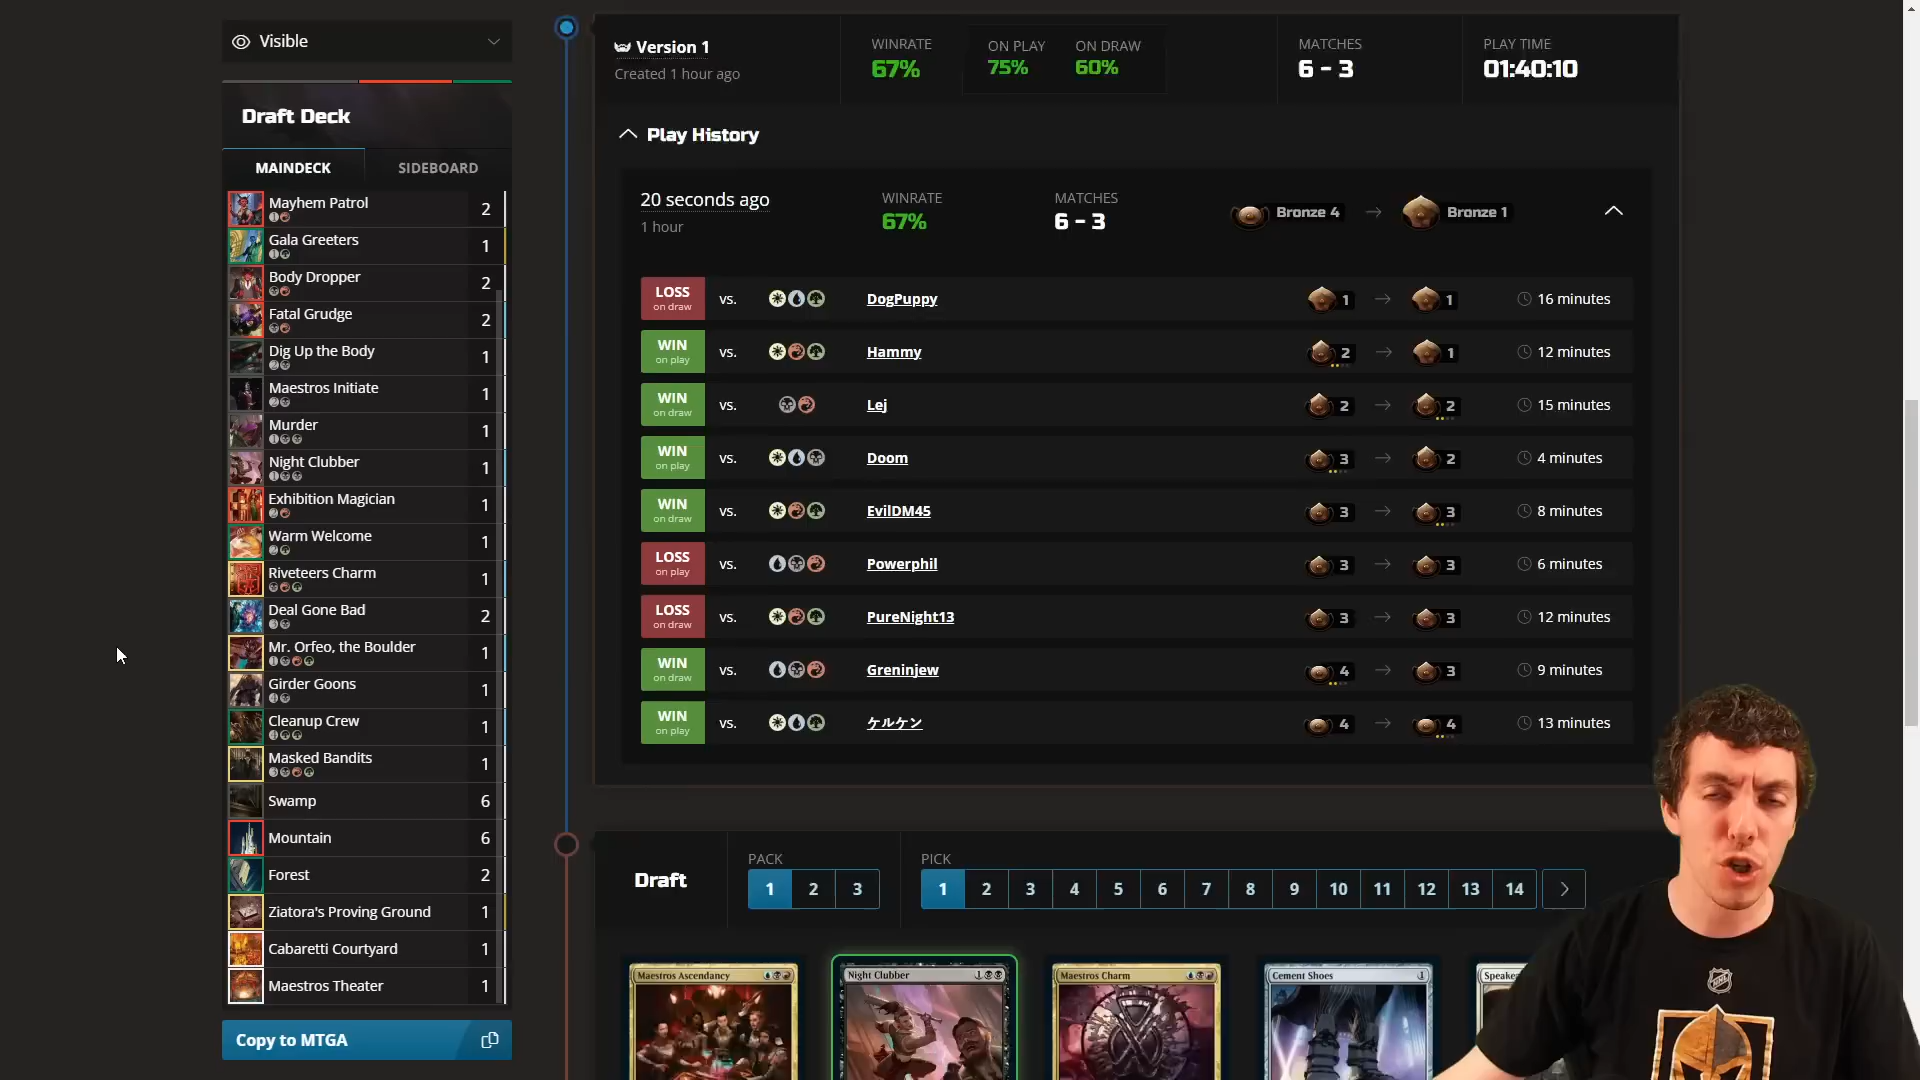 Visible
Draft Deck
MAINDECK
SIDEBOARD
Mayhem Patrol 2
Gala Greeters 1
Body Dropper 2
Fatal Grudge 2
Dig Up the Body 1
Maestros Initiate 1
Murder 1
Night Clubber 1
Exhibition Magician 1
Warm Welcome 1
Riveteers Charm 1
Deal Gone Bad 2
Mr. Orfeo, the Boulder 1
Girder Goons 1
Cleanup Crew 1
Masked Bandits 1
Swamp 6
Mountain 6
Forest 2
Ziatora's Proving Ground 1
Cabaretti Courtyard 1
Maestros Theater 1
Copy to MTGA
Version 1
Created 1 hour ago
WINRATE
67%
ON PLAY
75%
ON DRAW
60%
MATCHES
6 - 3
PLAY TIME
01:40:10
Play History
20 seconds ago
1 hour
WINRATE
67%
MATCHES
6 - 3
Bronze 4 → Bronze 1
LOSS
on draw
vs. DogPuppy 1 → 1 16 minutes
WIN
on play
vs. Hammy 2 → 1 12 minutes
WIN
on draw
vs. Lej 2 → 2 15 minutes
WIN
on play
vs. Doom 3 → 2 4 minutes
WIN
on draw
vs. EvilDM45 3 → 3 8 minutes
LOSS
on play
vs. Powerphil 3 → 3 6 minutes
LOSS
on draw
vs. PureNight13 3 → 3 12 minutes
WIN
on draw
vs. Greninjew 4 → 3 9 minutes
WIN
on play
vs. ケルケン 4 → 4 13 minutes
Draft
PACK
1 2 3
PICK
1 2 3 4 5 6 7 8 9 10 11 12 13 14
Maestros Ascendancy
Night Clubber 1
Maestros Charm
Cement Shoes 1